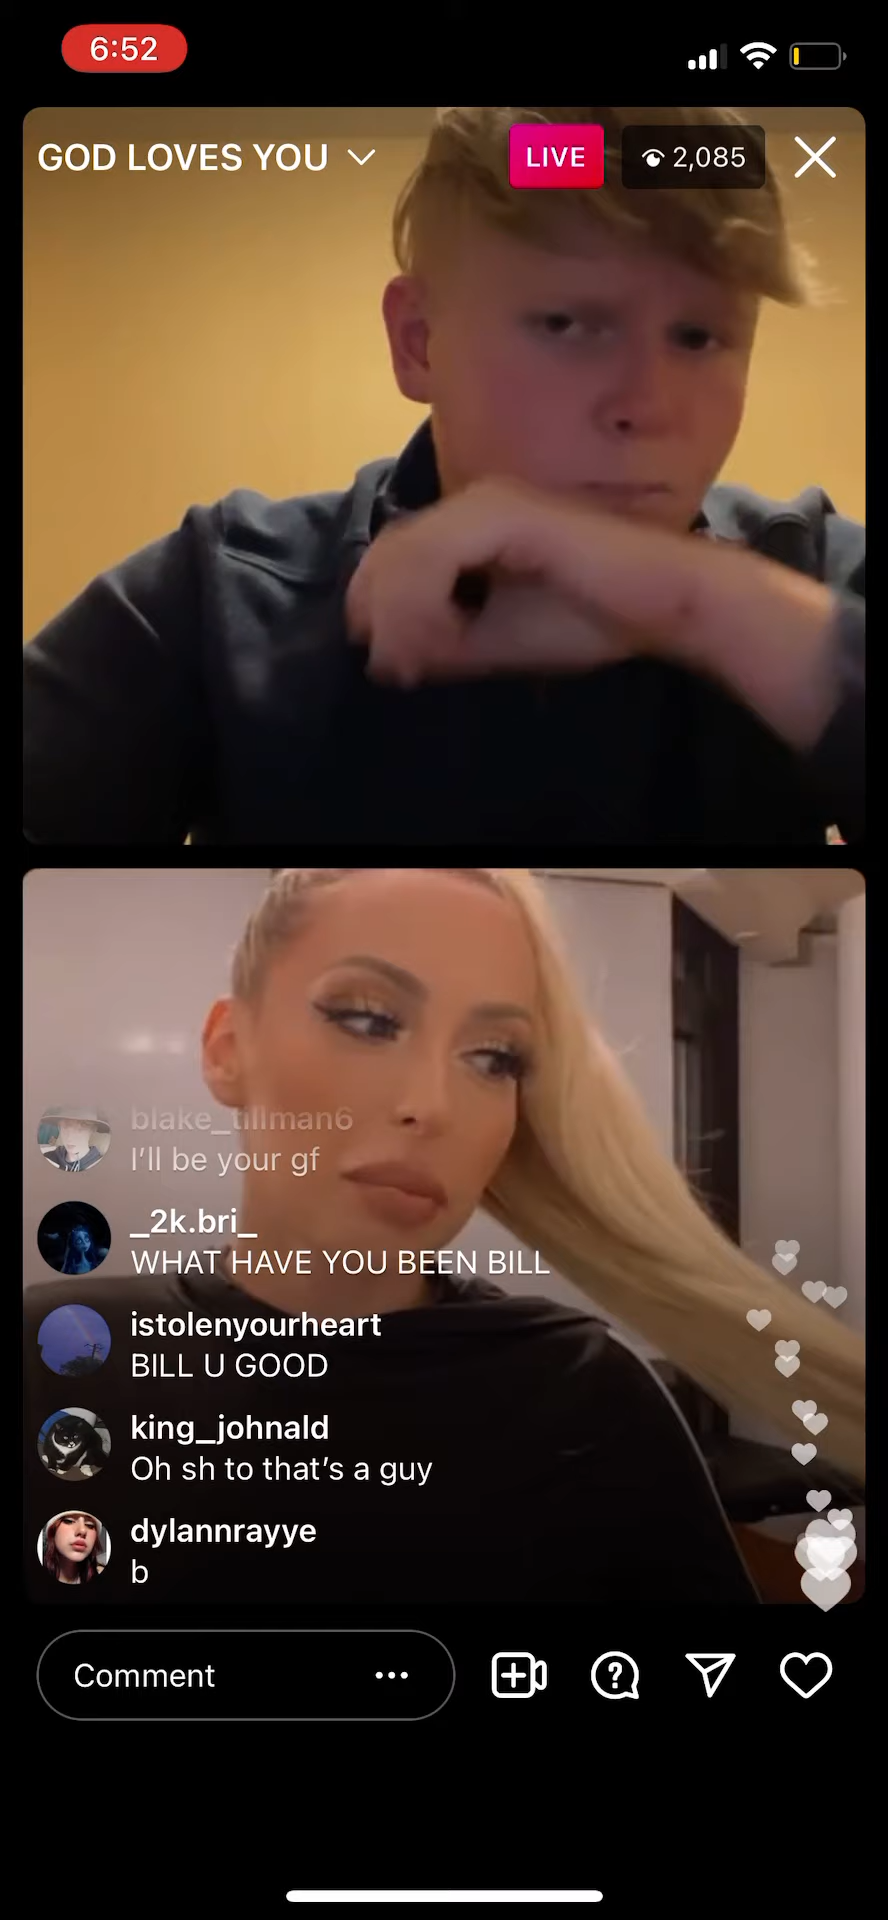 6:52
GOD LOVES YOU
LIVE
2,085
blake_tillman6
I'll be your gf
_2k.bri_
WHAT HAVE YOU BEEN BILL
istolenyourheart
BILL U GOOD
king_johnald
Oh sh to that's a guy
dylannrayye
b
Comment